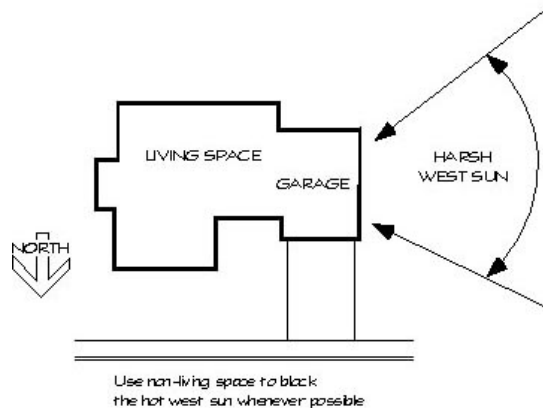 LIVING SPACE
GARAGE
HARSH
WEST SUN
NORTH
Use non-living space to block
the hot west sun whenever possible